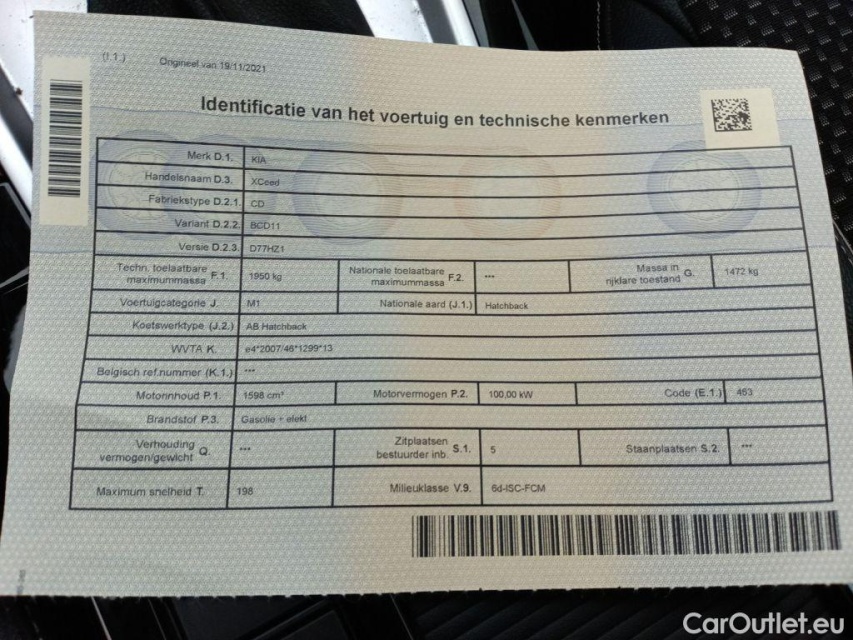 (I.1.) Origineel van 19/11/2021
Identificatie van het voertuig en technische kenmerken
Merk D.1. KIA
Handelsnaam D.3. XCeed
Fabriekstype D.2.1. CD
Variant D.2.2. BCD11
Versie D.2.3. D77HZ1
Techn. toelaatbare maximummassa F.1. 1950 kg Nationale toelaatbare maximummassa F.2. *** Massa in rijklare toestand G. 1472 kg
Voertuigcategorie J. M1 Nationale aard (J.1.) Hatchback
Koetswerktype (J.2.) AB Hatchback
WVTA K. e4*2007/46*1299*13
Belgisch ref.nummer (K.1.) ***
Motorinhoud P.1. 1598 cm³ Motorvermogen P.2. 100,00 kW Code (E.1.) 463
Brandstof P.3. Gasolie + elekt
Verhouding vermogen/gewicht Q. *** Zitplaatsen bestuurder inb. S.1. 5 Staanplaatsen S.2. ***
Maximum snelheid T. 198 Milieuklasse V.9. 6d-ISC-FCM
CarOutlet.eu